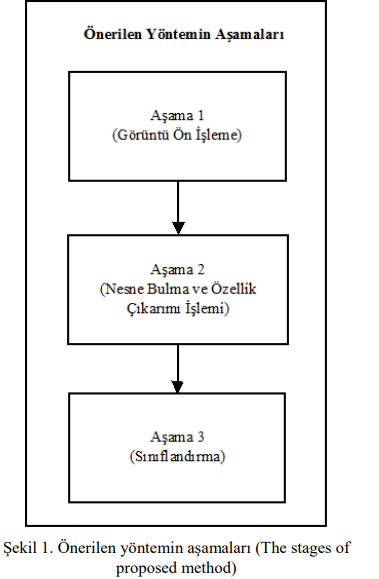 Önerilen Yöntemin Aşamaları
Aşama 1
(Görüntü Ön İşleme)
Aşama 2
(Nesne Bulma ve Özellik
Çıkarımı İşlemi)
Aşama 3
(Sınıflandırma)
Şekil 1. Önerilen yöntemin aşamaları (The stages of
proposed method)